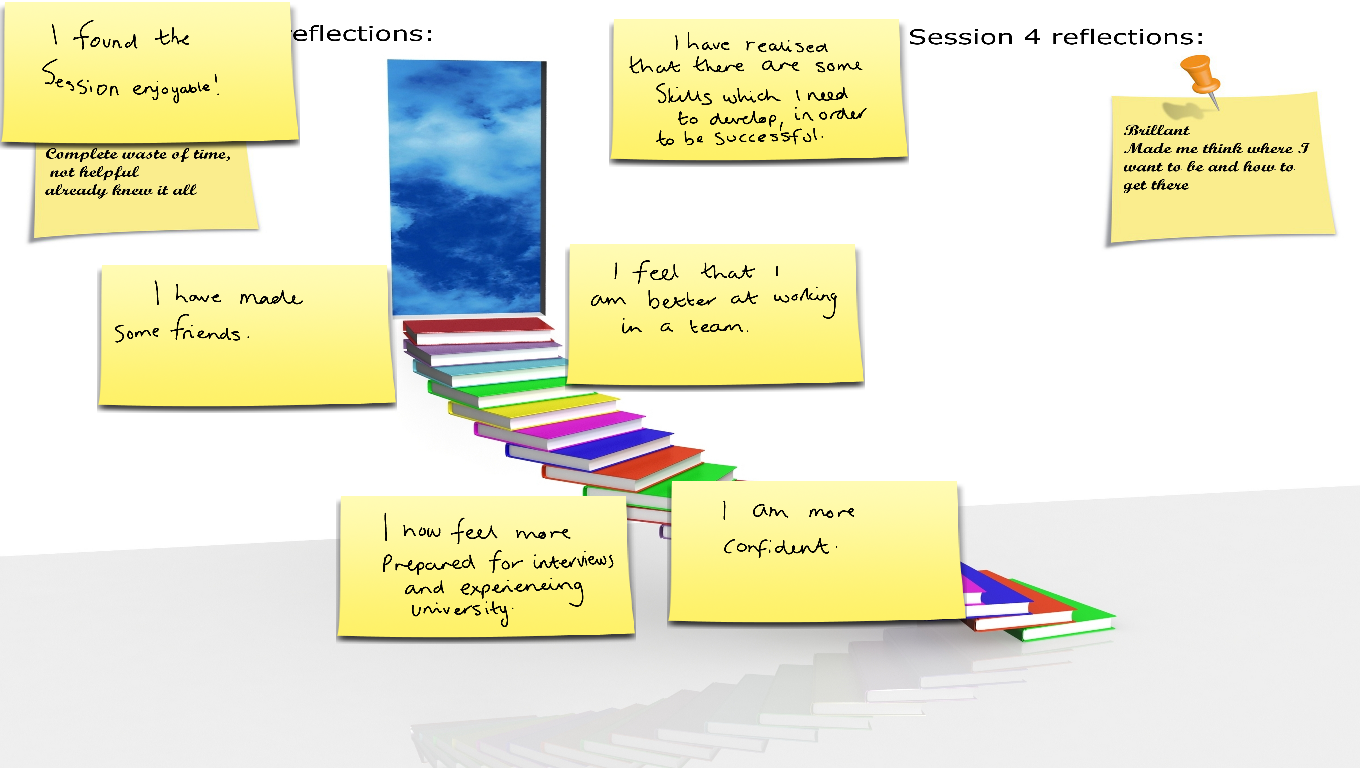 I found the
Session enjoyable!
eflections:
Complete waste of time,
not helpful
already knew it all
I have realised
that there are some
Skills which I need
to develop, in order
to be successful.
Session 4 reflections:
Brillant
Made me think where I
want to be and how to
get there
I have made
Some friends.
I feel that I
am better at working
in a team.
I now feel more
Prepared for interviews
and experiencing
university.
I am more
Confident.